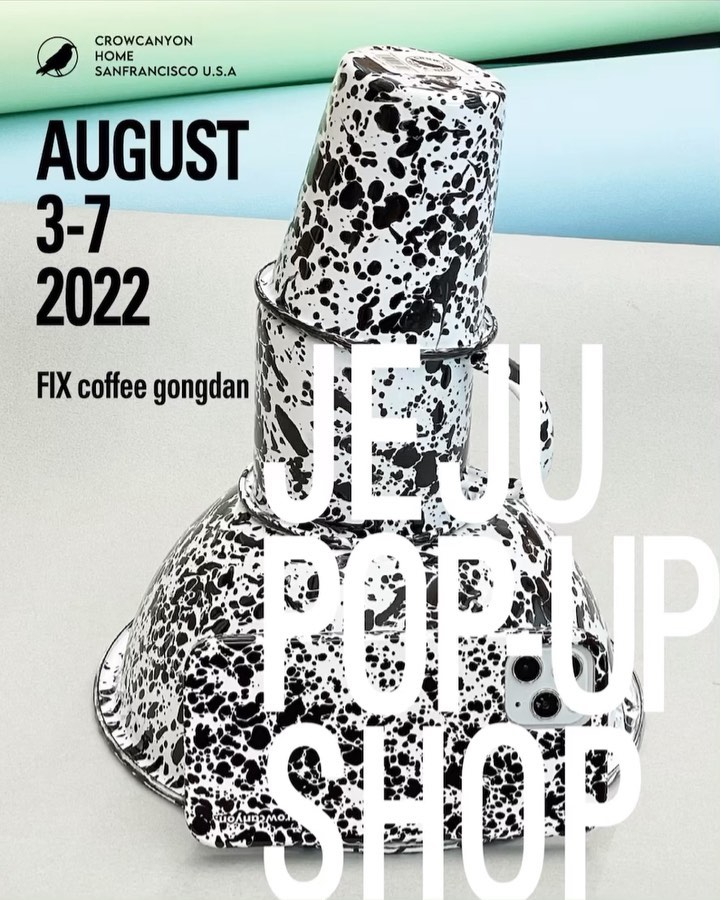 CROWCANYON
HOME
SANFRANCISCO U.S.A
AUGUST
3-7
2022
FIX coffee gongdan
JEJU
POP-UP
SHOP
crowcanyon